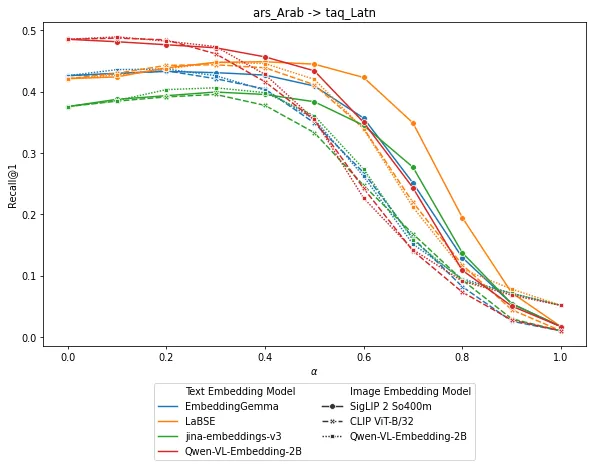 ars_Arab -> taq_Latn
Recall@1
0.5
0.4
0.3
0.2
0.1
0.0
0.0 0.2 0.4 0.6 0.8 1.0
α
Text Embedding Model Image Embedding Model
EmbeddingGemma SigLIP 2 So400m
LaBSE CLIP ViT-B/32
jina-embeddings-v3 Qwen-VL-Embedding-2B
Qwen-VL-Embedding-2B